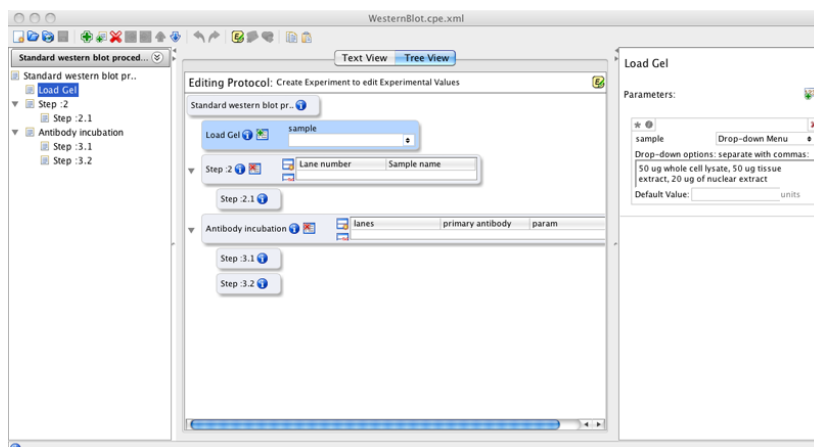 WesternBlot.cpe.xml
Standard western blot proced...
Standard western blot pr..
Load Gel
Step :2
Step :2.1
Antibody incubation
Step :3.1
Step :3.2
Text View Tree View
Editing Protocol: Create Experiment to edit Experimental Values
Standard western blot pr..
Load Gel sample
Step :2 Lane number Sample name
Step :2.1
Antibody incubation lanes primary antibody param
Step :3.1
Step :3.2
Load Gel
Parameters:
sample Drop-down Menu
Drop-down options: separate with commas:
50 ug whole cell lysate, 50 ug tissue
extract, 20 ug of nuclear extract
Default Value: units